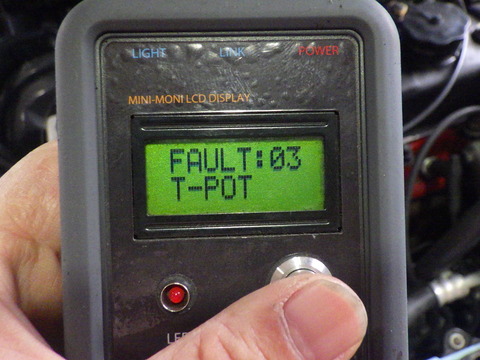 LIGHT LINK POWER
MINI-MONI LCD DISPLAY
FAULT:03
T-POT